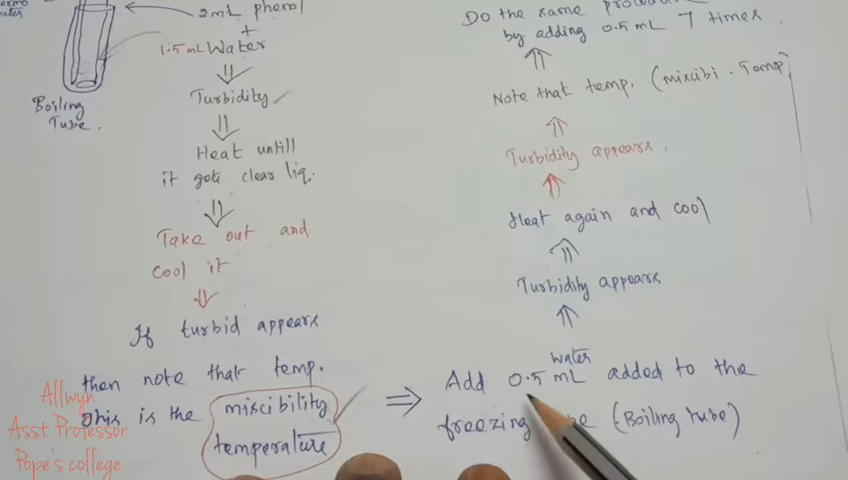 2mL phenol
+
1.5 mL Water
Turbidity
Boiling
Tube.
Heat untill
it gets clear liq.
Take out and
cool it
If turbid appears
then note that temp.
This is the miscibility
temperature
Allwyn
Asst Professor
Pope's college
Add 0.5 mL water added to the
freezing (Boiling tube)
Turbidity appears
Heat again and cool
Turbidity appears.
Note that temp. (miscibi. Temp)
Do the same
by adding 0.5 mL 7 times.